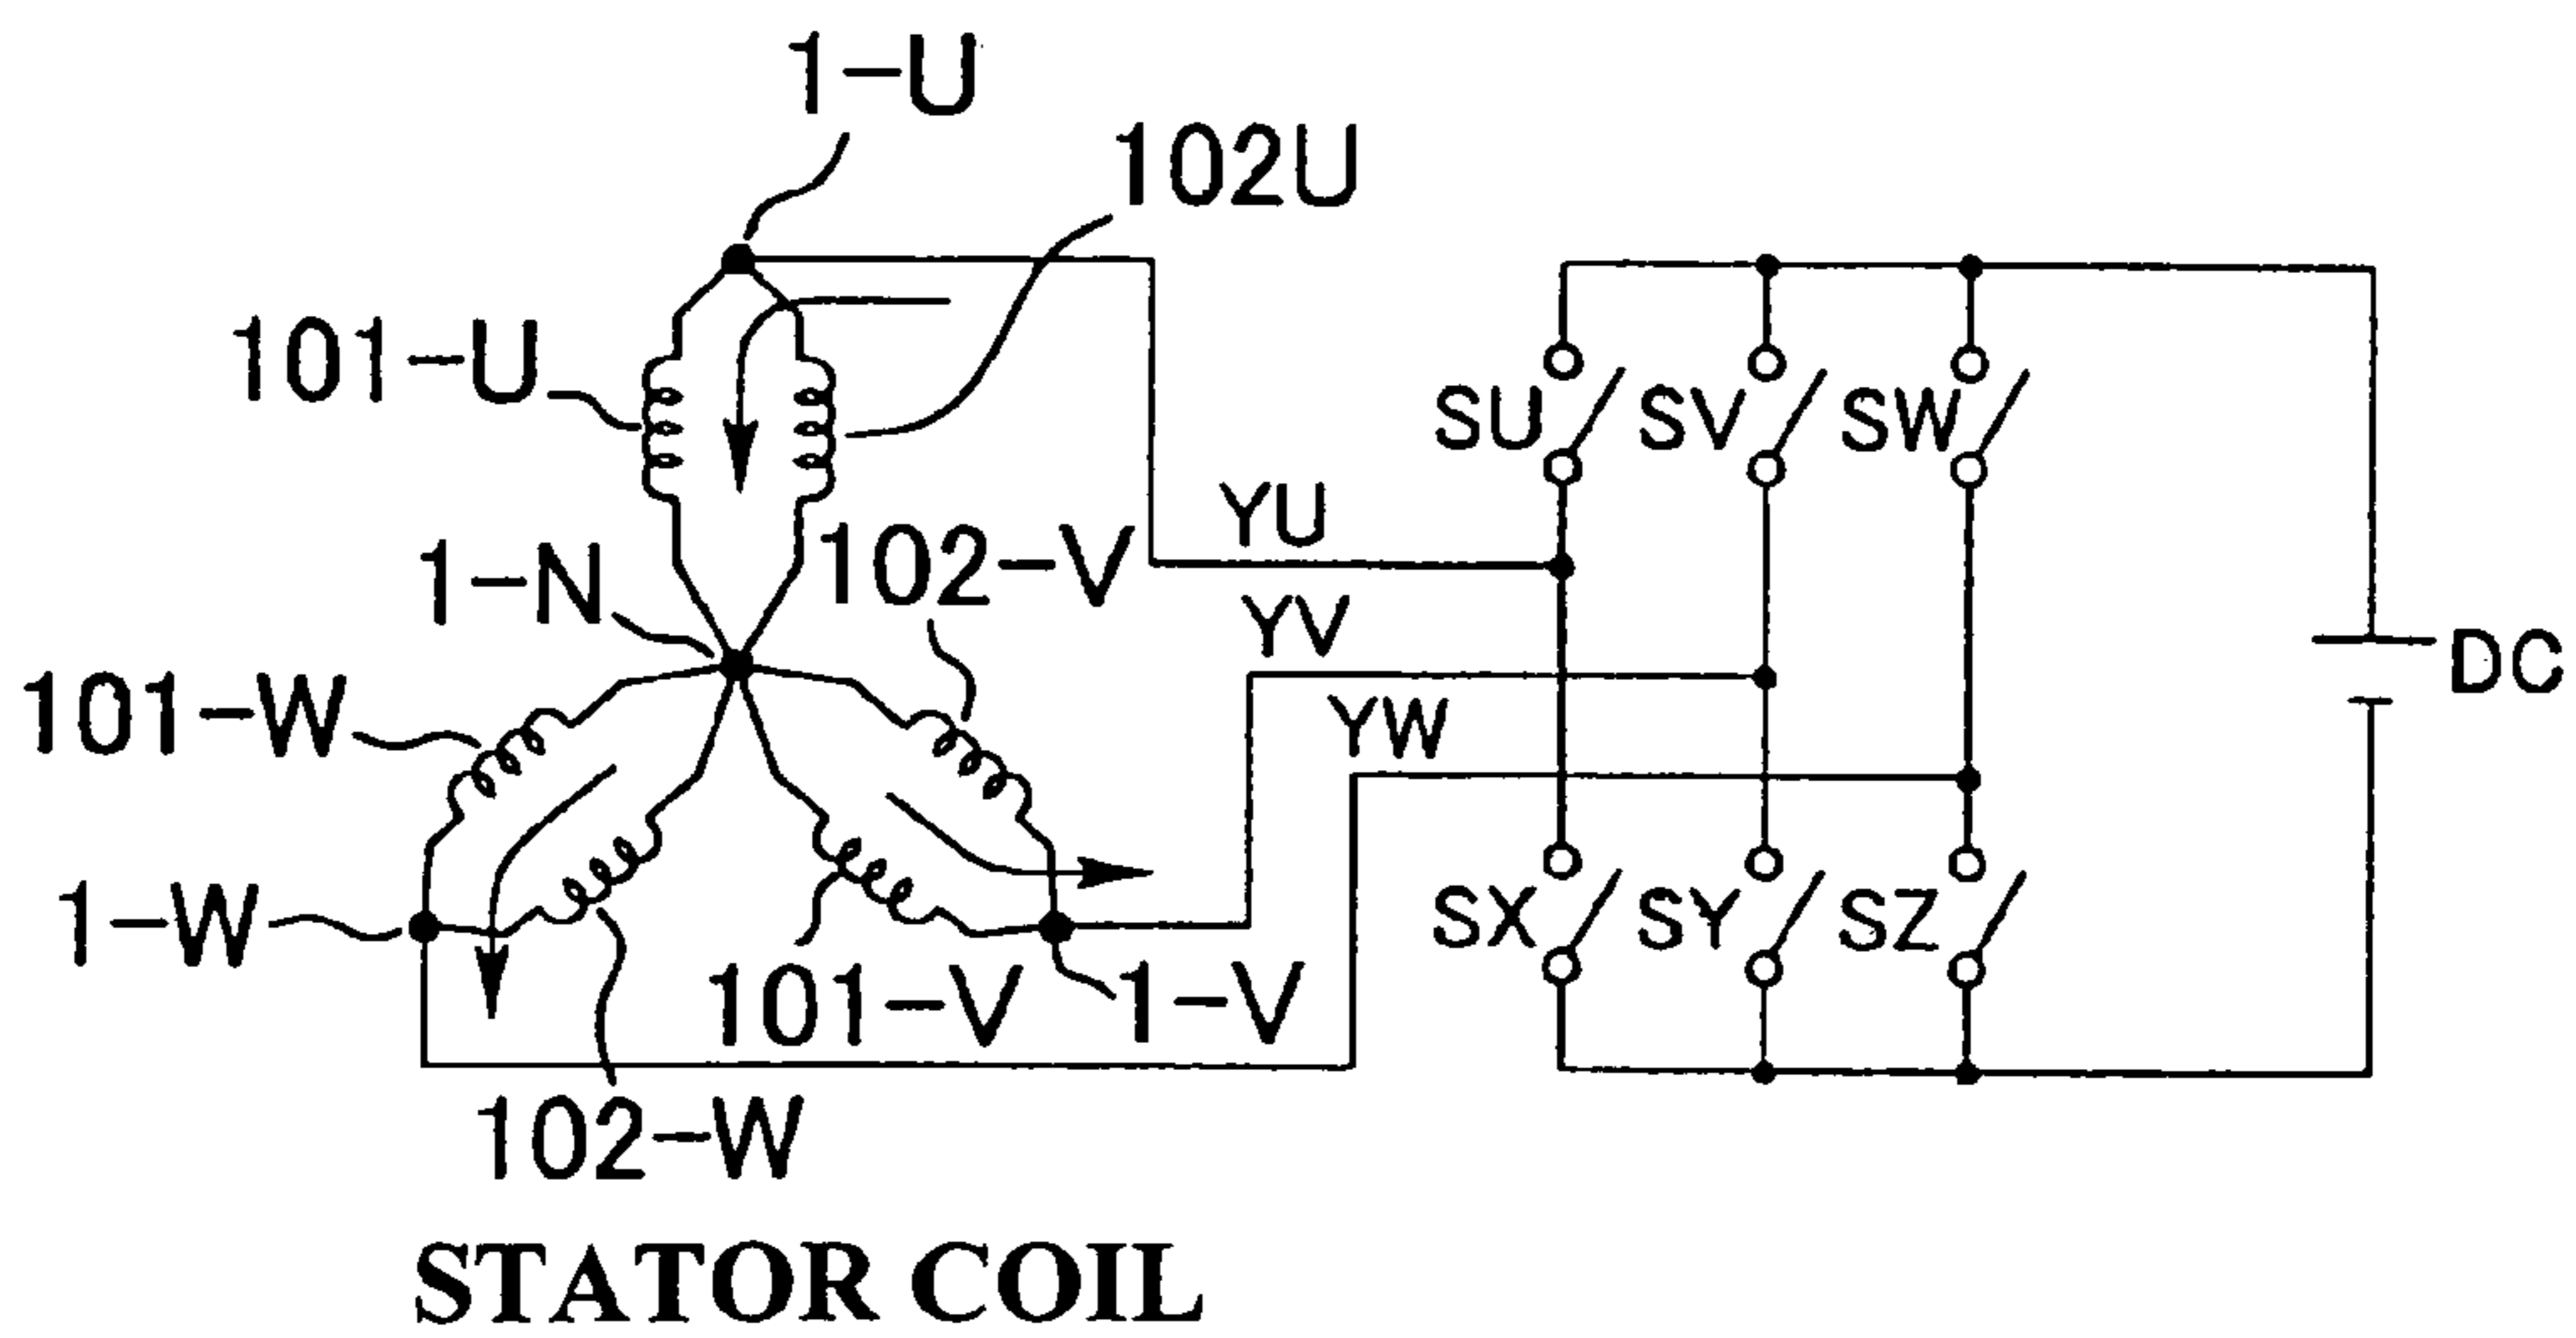 1-U
102U
101-U
SU
SV
SW
YU
102-V
1-N
YV
DC
101-W
YW
1-W
SX
SY
SZ
101-V
1-V
102-W
STATOR COIL